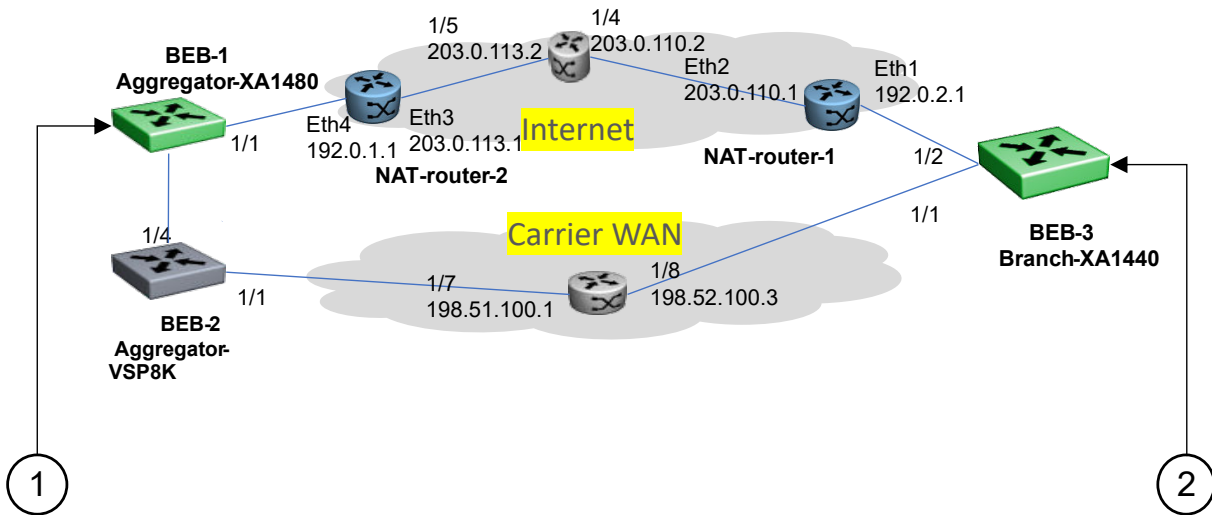 1/5
203.0.113.2
1/4
203.0.110.2
BEB-1
Aggregator-XA1480
Eth2
203.0.110.1
Eth1
192.0.2.1
1/1
Eth4
192.0.1.1
Eth3
203.0.113.1
Internet
NAT-router-2
NAT-router-1
1/2
1/1
BEB-3
Branch-XA1440
1/4
1/1
BEB-2
Aggregator-
VSP8K
Carrier WAN
1/7
198.51.100.1
1/8
198.52.100.3
1
2